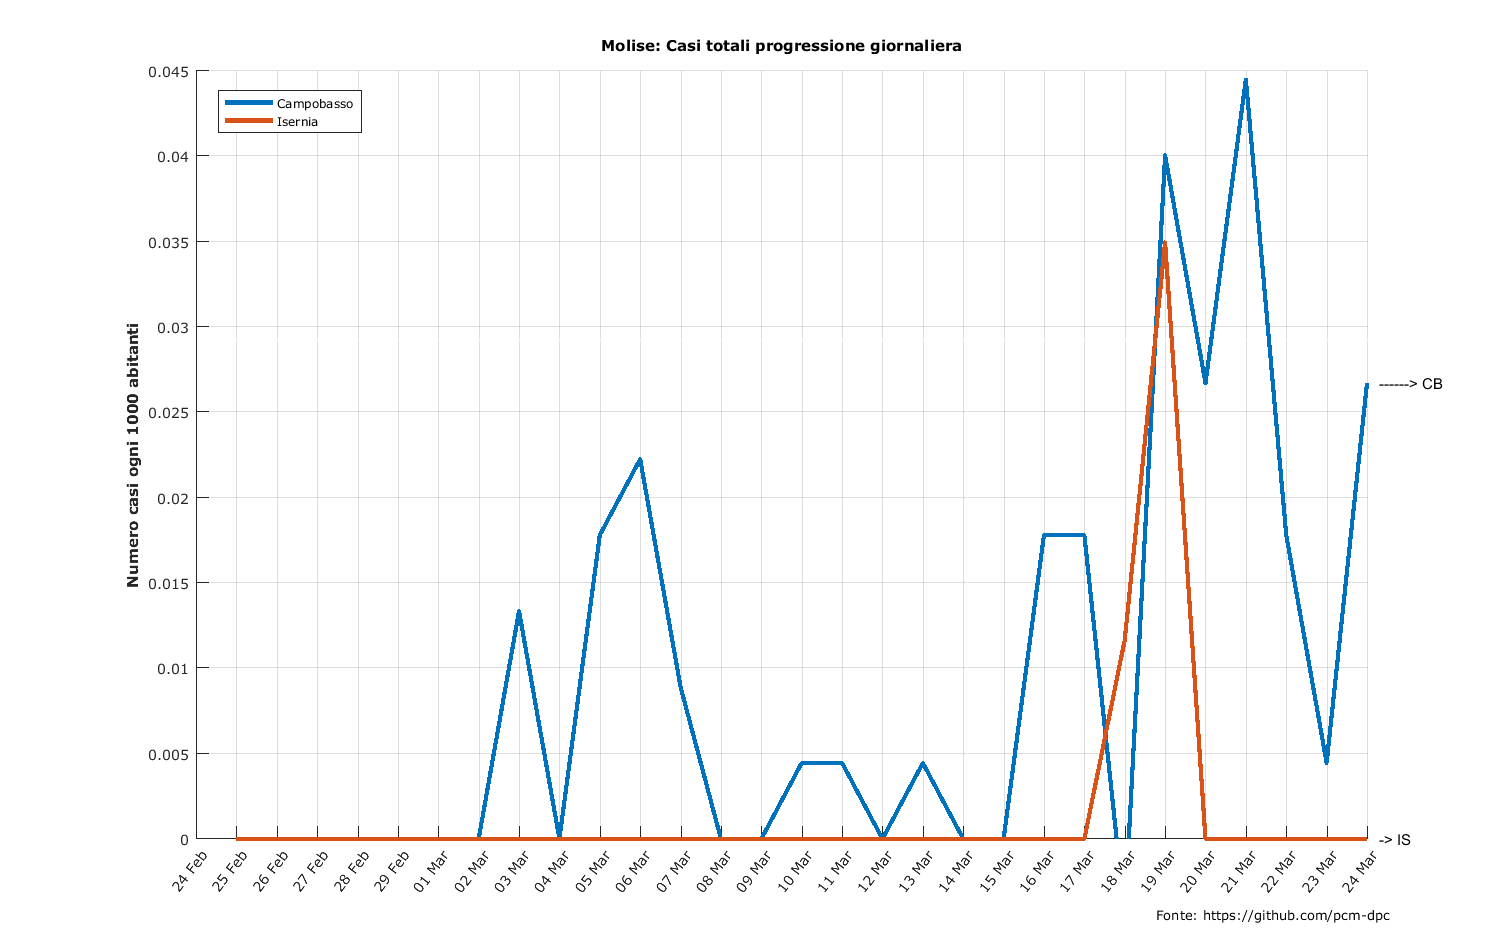 Molise: Casi totali progressione giornaliera
Campobasso
Isernia
Numero casi ogni 1000 abitanti
0.045
0.04
0.035
0.03
0.025
0.02
0.015
0.01
0.005
0
------> CB
-> IS
24 Feb
25 Feb
26 Feb
27 Feb
28 Feb
29 Feb
01 Mar
02 Mar
03 Mar
04 Mar
05 Mar
06 Mar
07 Mar
08 Mar
09 Mar
10 Mar
11 Mar
12 Mar
13 Mar
14 Mar
15 Mar
16 Mar
17 Mar
18 Mar
19 Mar
20 Mar
21 Mar
22 Mar
23 Mar
24 Mar
Fonte: https://github.com/pcm-dpc